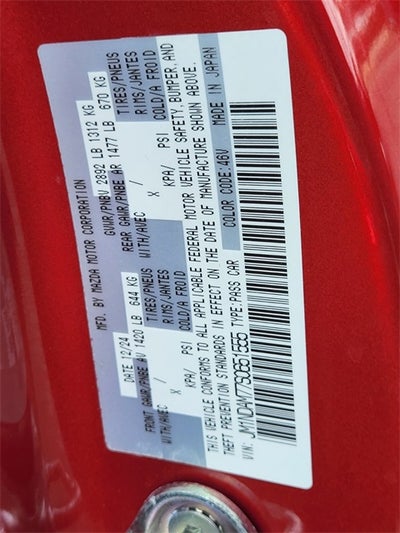 MFD. BY MAZDA MOTOR CORPORATION
DATE 12/24 GVWR/PNBV 2892 LB 1312 KG
FRONT GAWR/PNBE AV 1420 LB 644 KG REAR GAWR/PNBE AR 1477 LB 670 KG
WITH/AVEC TIRES/PNEUS WITH/AVEC TIRES/PNEUS
X RIMS/JANTES X RIMS/JANTES
KPA/ PSI COLD/A FROID KPA/ PSI COLD/A FROID
THIS VEHICLE CONFORMS TO ALL APPLICABLE FEDERAL MOTOR VEHICLE SAFETY, BUMPER, AND
THEFT PREVENTION STANDARDS IN EFFECT ON THE DATE OF MANUFACTURE SHOWN ABOVE.
VIN: JM1NDAM77S0651555 TYPE:PASS CAR COLOR CODE:46V MADE IN JAPAN